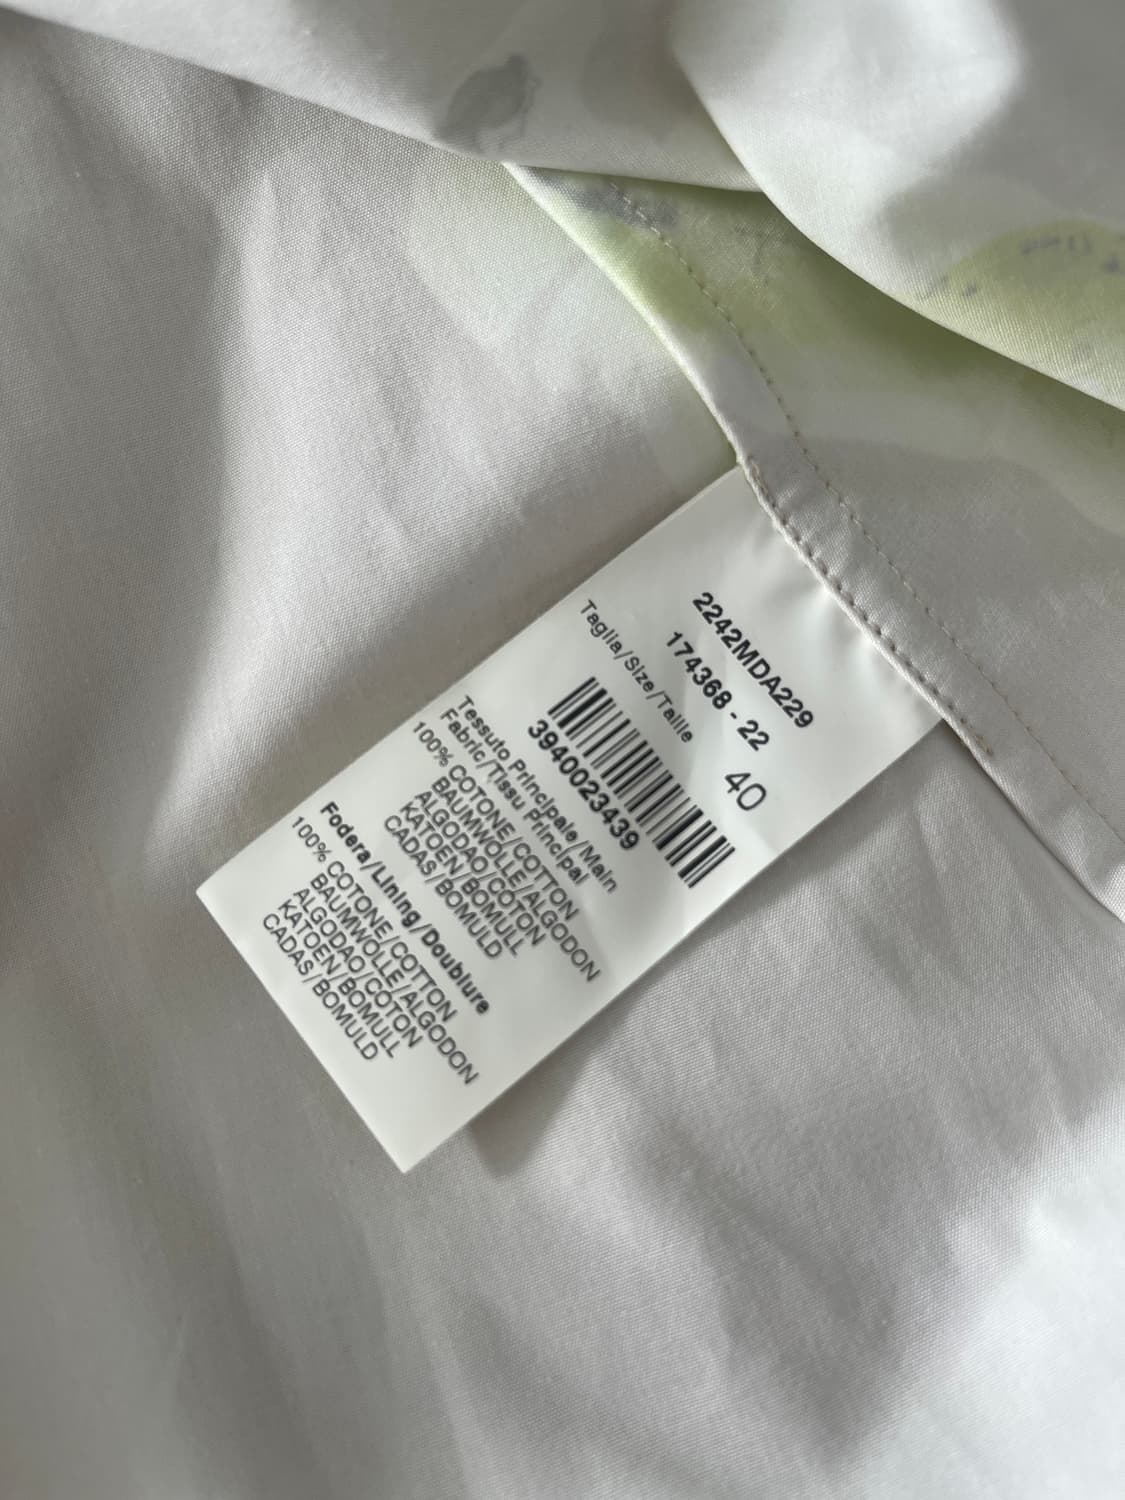 2242MDA229
174368 - 22
Taglia/Size/Taille 40
3940023439
Tessuto Principale/Main
Fabric/Tissu Principal
100% COTONE/COTTON
BAUMWOLLE/ALGODON
ALGODAO/COTON
KATOEN/BOMULL
CADAS/BOMULD
Fodera/Lining/Doublure
100% COTONE/COTTON
BAUMWOLLE/ALGODON
ALGODAO/COTON
KATOEN/BOMULL
CADAS/BOMULD